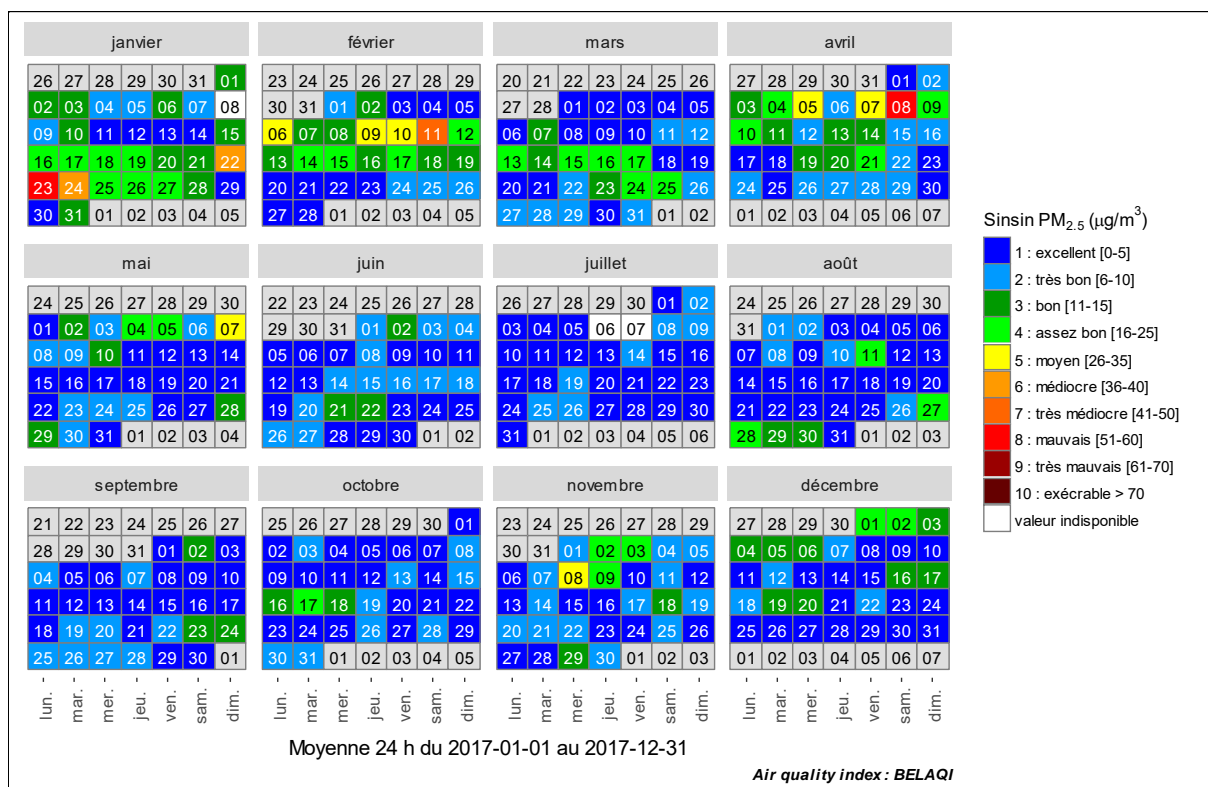 janvier février mars avril
26 27 28 29 30 31 01 23 24 25 26 27 28 29 20 21 22 23 24 25 26 27 28 29 30 31 01 02
02 03 04 05 06 07 08 30 31 01 02 03 04 05 27 28 01 02 03 04 05 03 04 05 06 07 08 09
09 10 11 12 13 14 15 06 07 08 09 10 11 12 06 07 08 09 10 11 12 10 11 12 13 14 15 16
16 17 18 19 20 21 22 13 14 15 16 17 18 19 13 14 15 16 17 18 19 17 18 19 20 21 22 23
23 24 25 26 27 28 29 20 21 22 23 24 25 26 20 21 22 23 24 25 26 24 25 26 27 28 29 30
30 31 01 02 03 04 05 27 28 01 02 03 04 05 27 28 29 30 31 01 02 01 02 03 04 05 06 07
mai juin juillet août
24 25 26 27 28 29 30 22 23 24 25 26 27 28 26 27 28 29 30 01 02 24 25 26 27 28 29 30
01 02 03 04 05 06 07 29 30 31 01 02 03 04 03 04 05 06 07 08 09 31 01 02 03 04 05 06
08 09 10 11 12 13 14 05 06 07 08 09 10 11 10 11 12 13 14 15 16 07 08 09 10 11 12 13
15 16 17 18 19 20 21 12 13 14 15 16 17 18 17 18 19 20 21 22 23 14 15 16 17 18 19 20
22 23 24 25 26 27 28 19 20 21 22 23 24 25 24 25 26 27 28 29 30 21 22 23 24 25 26 27
29 30 31 01 02 03 04 26 27 28 29 30 01 02 31 01 02 03 04 05 06 28 29 30 31 01 02 03
septembre octobre novembre décembre
21 22 23 24 25 26 27 25 26 27 28 29 30 01 23 24 25 26 27 28 29 27 28 29 30 01 02 03
28 29 30 31 01 02 03 02 03 04 05 06 07 08 30 31 01 02 03 04 05 04 05 06 07 08 09 10
04 05 06 07 08 09 10 09 10 11 12 13 14 15 06 07 08 09 10 11 12 11 12 13 14 15 16 17
11 12 13 14 15 16 17 16 17 18 19 20 21 22 13 14 15 16 17 18 19 18 19 20 21 22 23 24
18 19 20 21 22 23 24 23 24 25 26 27 28 29 20 21 22 23 24 25 26 25 26 27 28 29 30 31
25 26 27 28 29 30 01 30 31 01 02 03 04 05 27 28 29 30 01 02 03 01 02 03 04 05 06 07
lun. mar. mer. jeu. ven. sam. dim. lun. mar. mer. jeu. ven. sam. dim. lun. mar. mer. jeu. ven. sam. dim. lun. mar. mer. jeu. ven. sam. dim.
Moyenne 24 h du 2017-01-01 au 2017-12-31
Air quality index : BELAQI
Sinsin PM2.5 (µg/m³)
1 : excellent [0-5]
2 : très bon [6-10]
3 : bon [11-15]
4 : assez bon [16-25]
5 : moyen [26-35]
6 : médiocre [36-40]
7 : très médiocre [41-50]
8 : mauvais [51-60]
9 : très mauvais [61-70]
10 : exécrable > 70
valeur indisponible